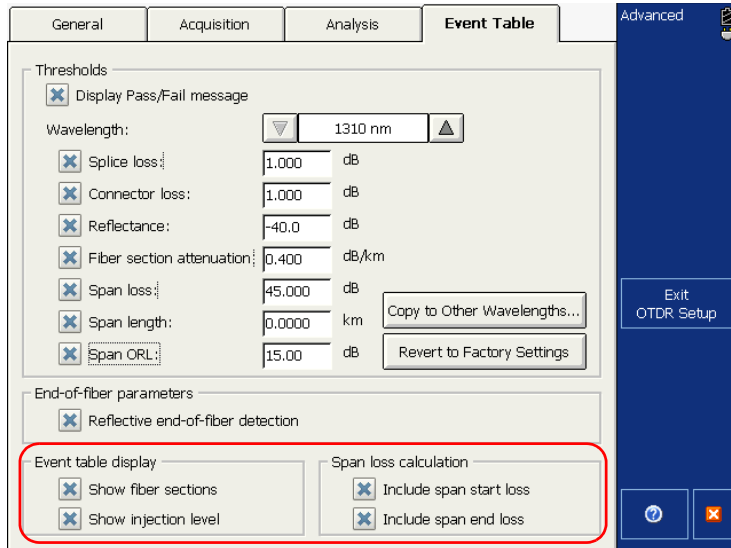 General Acquisition Analysis Event Table Advanced
Thresholds
Display Pass/Fail message
Wavelength: 1310 nm
Splice loss: 1.000 dB
Connector loss: 1.000 dB
Reflectance: -40.0 dB
Fiber section attenuation: 0.400 dB/km
Span loss: 45.000 dB
Span length: 0.0000 km
Span ORL: 15.00 dB
Copy to Other Wavelengths...
Revert to Factory Settings
Exit
OTDR Setup
End-of-fiber parameters
Reflective end-of-fiber detection
Event table display
Show fiber sections
Show injection level
Span loss calculation
Include span start loss
Include span end loss